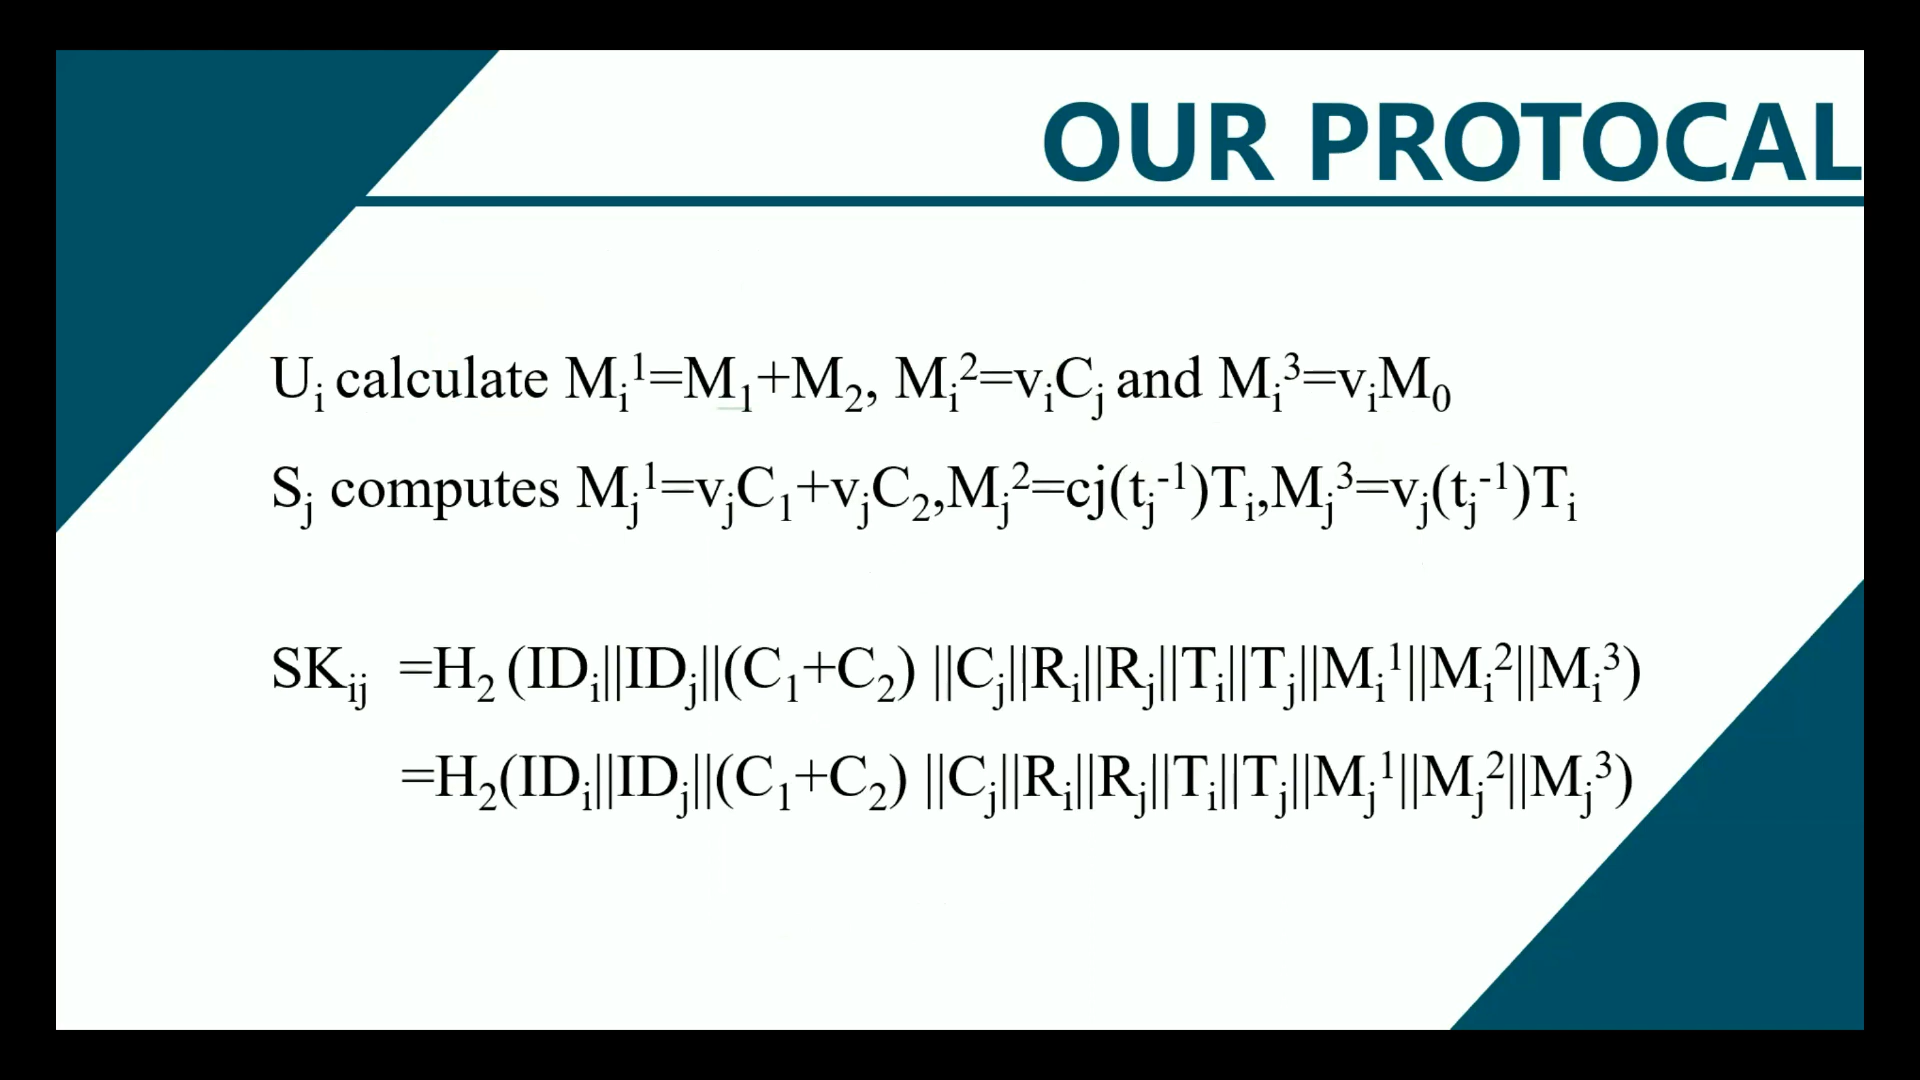 OUR PROTOCAL
Uᵢ calculate Mᵢ¹=M₁+M₂, Mᵢ²=vᵢCⱼ and Mᵢ³=vᵢM₀
Sⱼ computes Mⱼ¹=vⱼC₁+vⱼC₂,Mⱼ²=cj(tⱼ⁻¹)Tᵢ,Mⱼ³=vⱼ(tⱼ⁻¹)Tᵢ
SKᵢⱼ =H₂ (IDᵢ||IDⱼ||(C₁+C₂) ||Cⱼ||Rᵢ||Rⱼ||Tᵢ||Tⱼ||Mᵢ¹||Mᵢ²||Mᵢ³)
=H₂(IDᵢ||IDⱼ||(C₁+C₂) ||Cⱼ||Rᵢ||Rⱼ||Tᵢ||Tⱼ||Mⱼ¹||Mⱼ²||Mⱼ³)